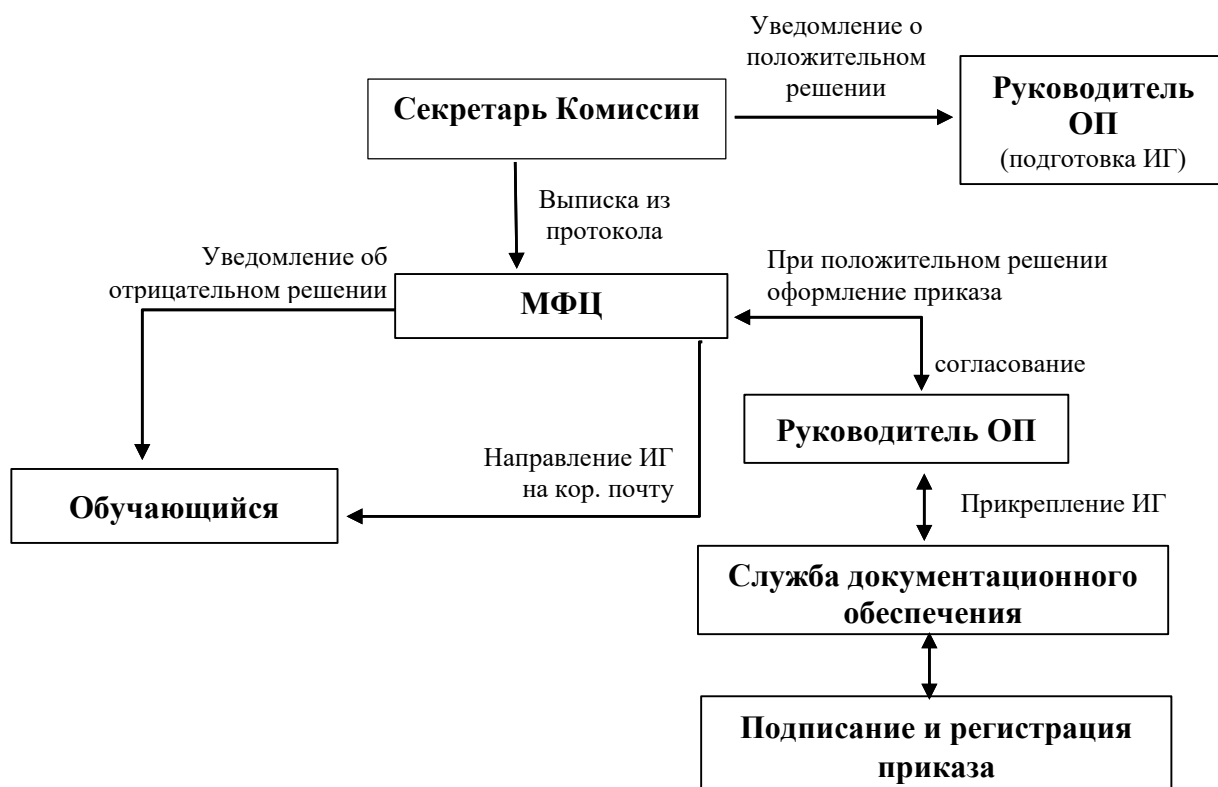 Уведомление о
положительном
решении
Секретарь Комиссии
Руководитель
ОП
(подготовка ИГ)
Выписка из
протокола
Уведомление об
отрицательном решении
МФЦ
При положительном решении
оформление приказа
согласование
Руководитель ОП
Направление ИГ
на кор. почту
Обучающийся
Прикрепление ИГ
Служба документационного
обеспечения
Подписание и регистрация
приказа